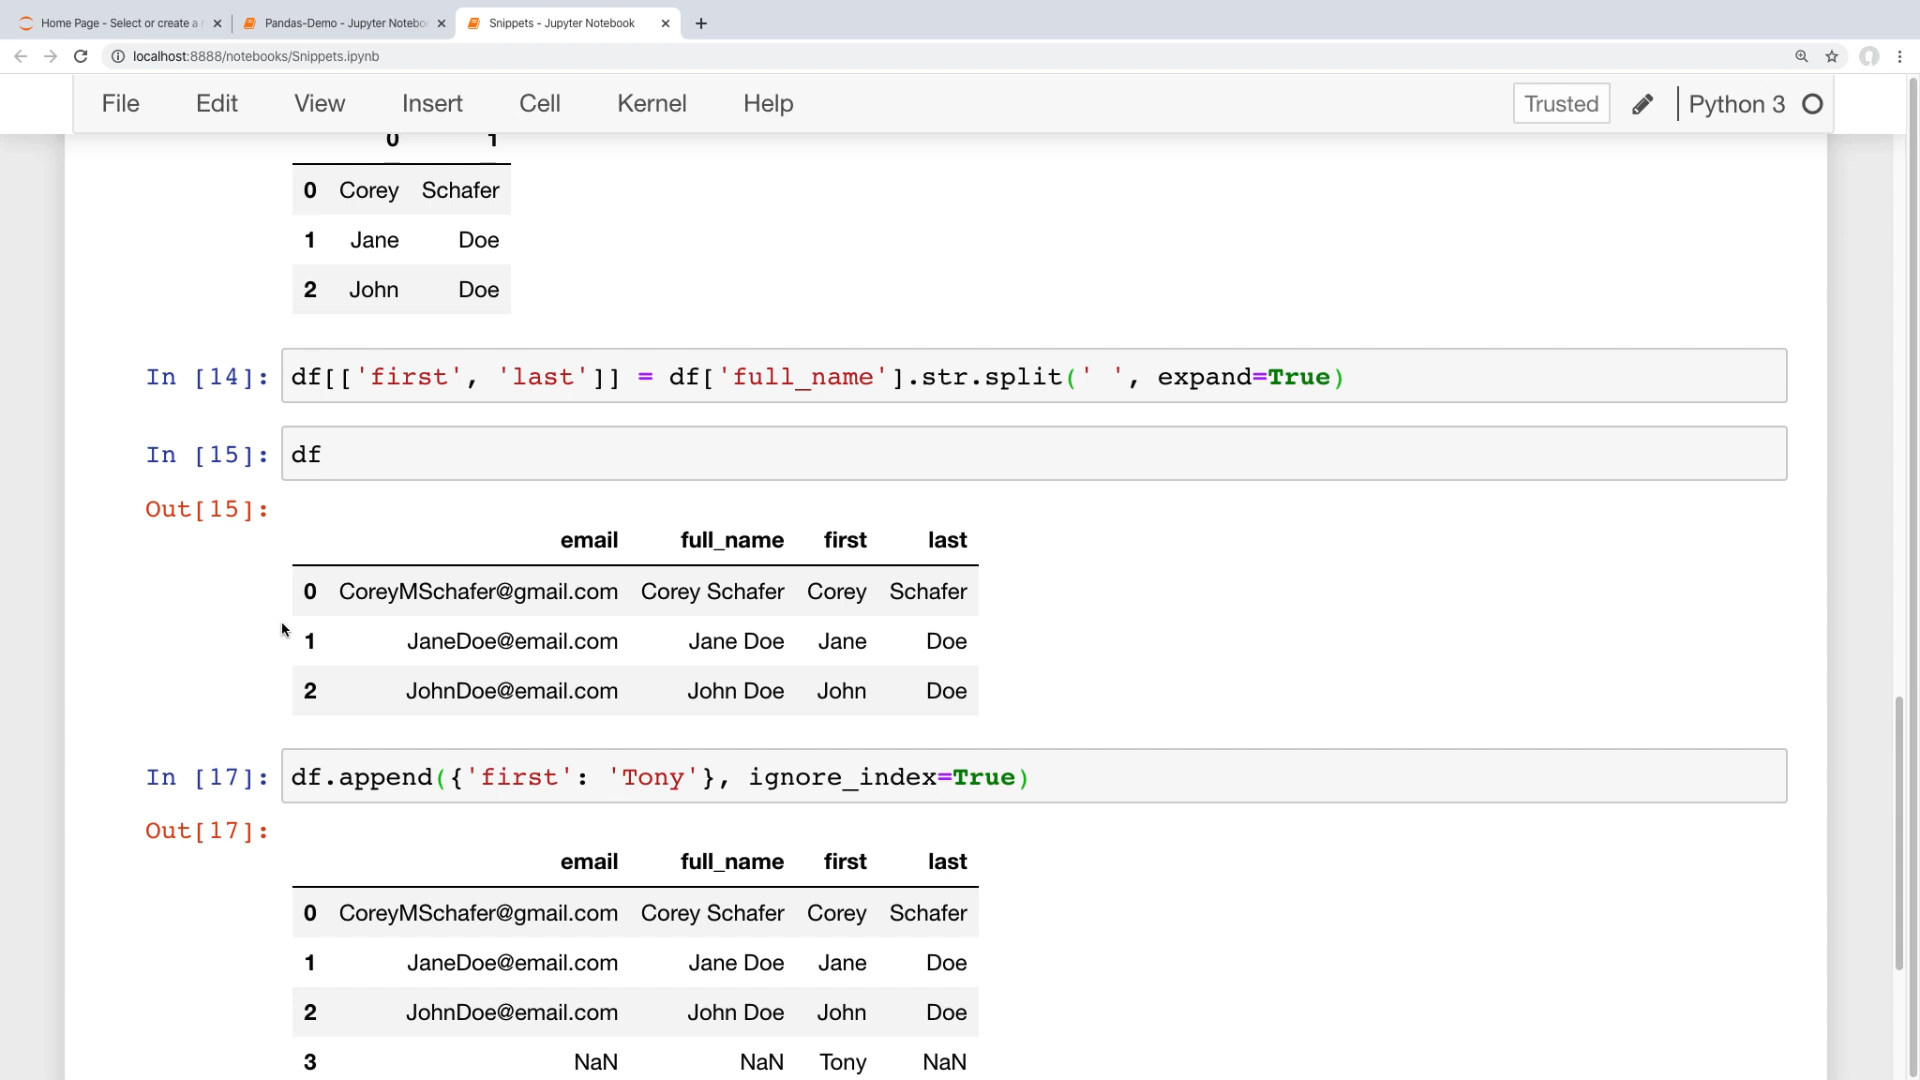 Home Page - Select or create a n
Pandas-Demo - Jupyter Notebo
Snippets - Jupyter Notebook
localhost:8888/notebooks/Snippets.ipynb
File Edit View Insert Cell Kernel Help Trusted Python 3
0 1
0 Corey Schafer
1 Jane Doe
2 John Doe
In [14]: df[['first', 'last']] = df['full_name'].str.split(' ', expand=True)
In [15]: df
Out[15]:
email full_name first last
0 CoreyMSchafer@gmail.com Corey Schafer Corey Schafer
1 JaneDoe@email.com Jane Doe Jane Doe
2 JohnDoe@email.com John Doe John Doe
In [17]: df.append({'first': 'Tony'}, ignore_index=True)
Out[17]:
email full_name first last
0 CoreyMSchafer@gmail.com Corey Schafer Corey Schafer
1 JaneDoe@email.com Jane Doe Jane Doe
2 JohnDoe@email.com John Doe John Doe
3 NaN NaN Tony NaN